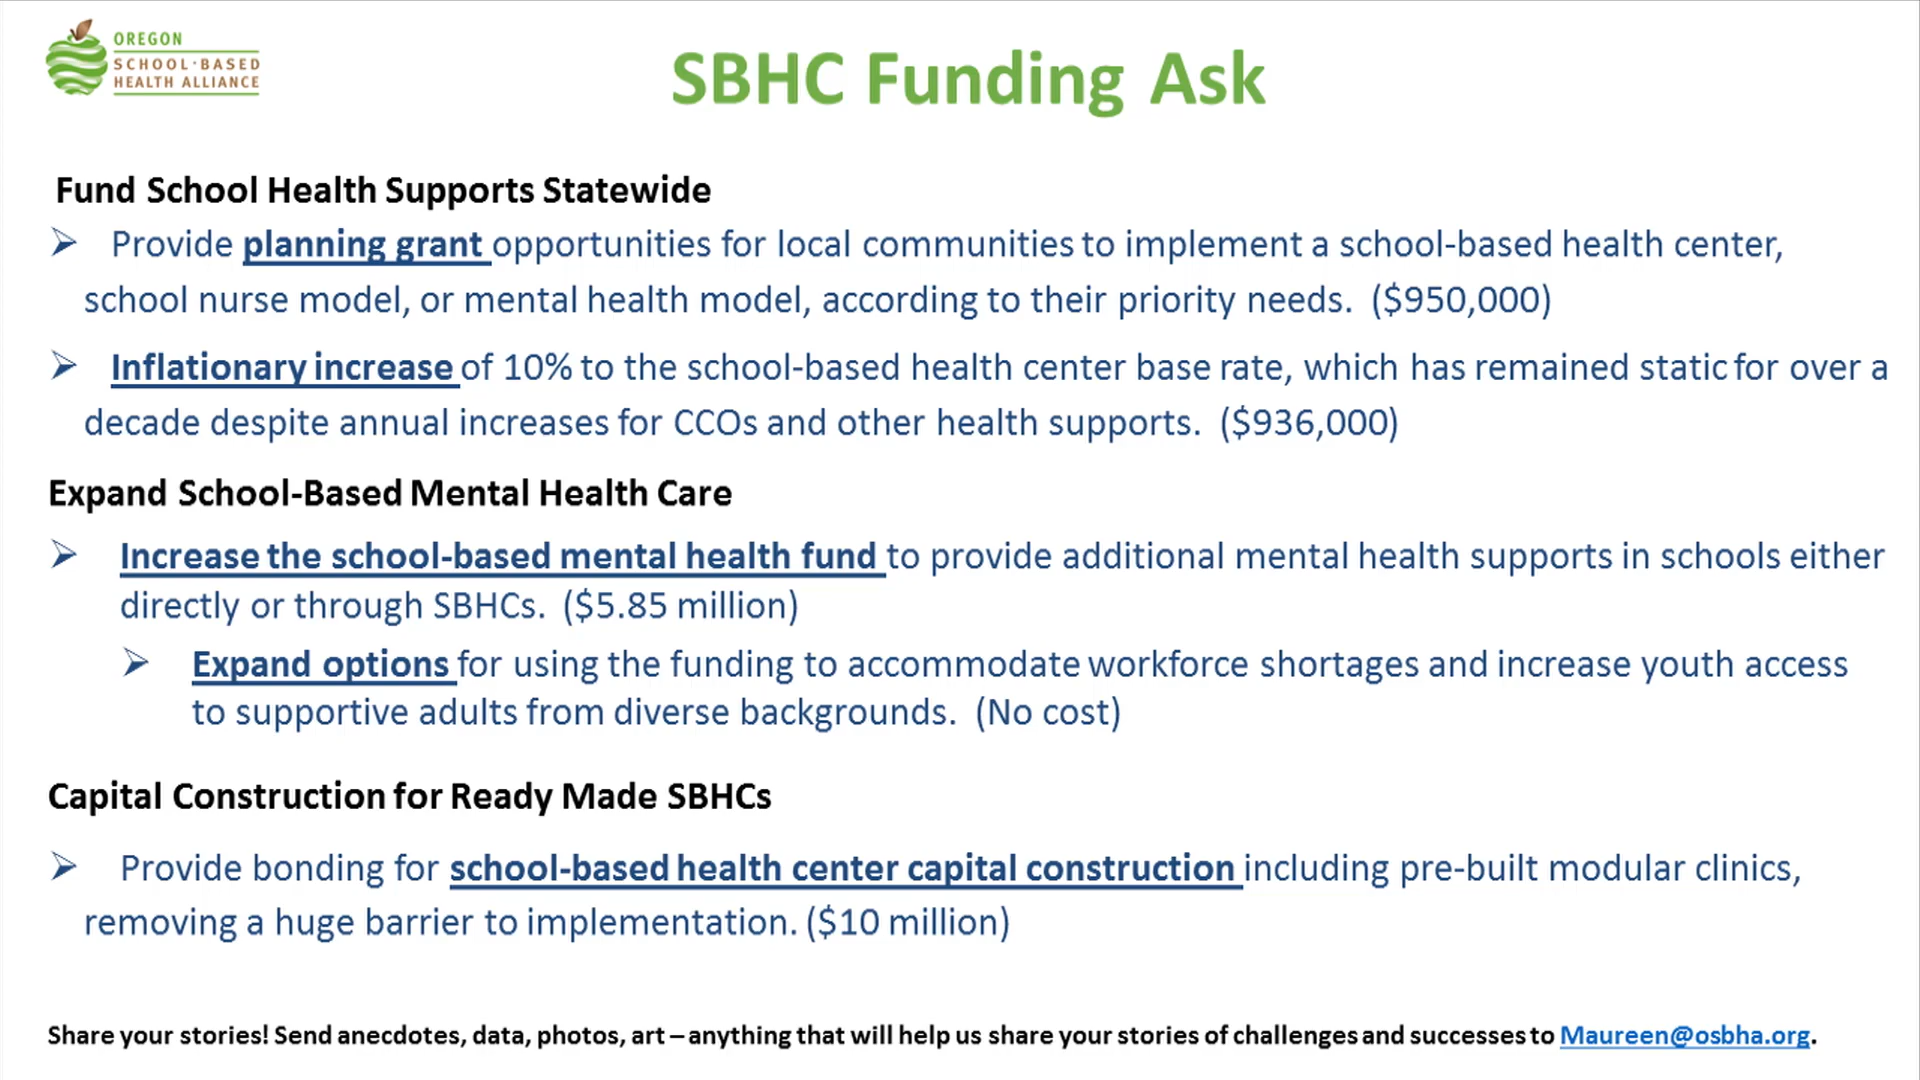 OREGON
SCHOOL·BASED
HEALTH ALLIANCE
SBHC Funding Ask
Fund School Health Supports Statewide
➢ Provide planning grant opportunities for local communities to implement a school-based health center,
school nurse model, or mental health model, according to their priority needs. ($950,000)
➢ Inflationary increase of 10% to the school-based health center base rate, which has remained static for over a
decade despite annual increases for CCOs and other health supports. ($936,000)
Expand School-Based Mental Health Care
➢ Increase the school-based mental health fund to provide additional mental health supports in schools either
directly or through SBHCs. ($5.85 million)
➢ Expand options for using the funding to accommodate workforce shortages and increase youth access
to supportive adults from diverse backgrounds. (No cost)
Capital Construction for Ready Made SBHCs
➢ Provide bonding for school-based health center capital construction including pre-built modular clinics,
removing a huge barrier to implementation. ($10 million)
Share your stories! Send anecdotes, data, photos, art – anything that will help us share your stories of challenges and successes to Maureen@osbha.org.